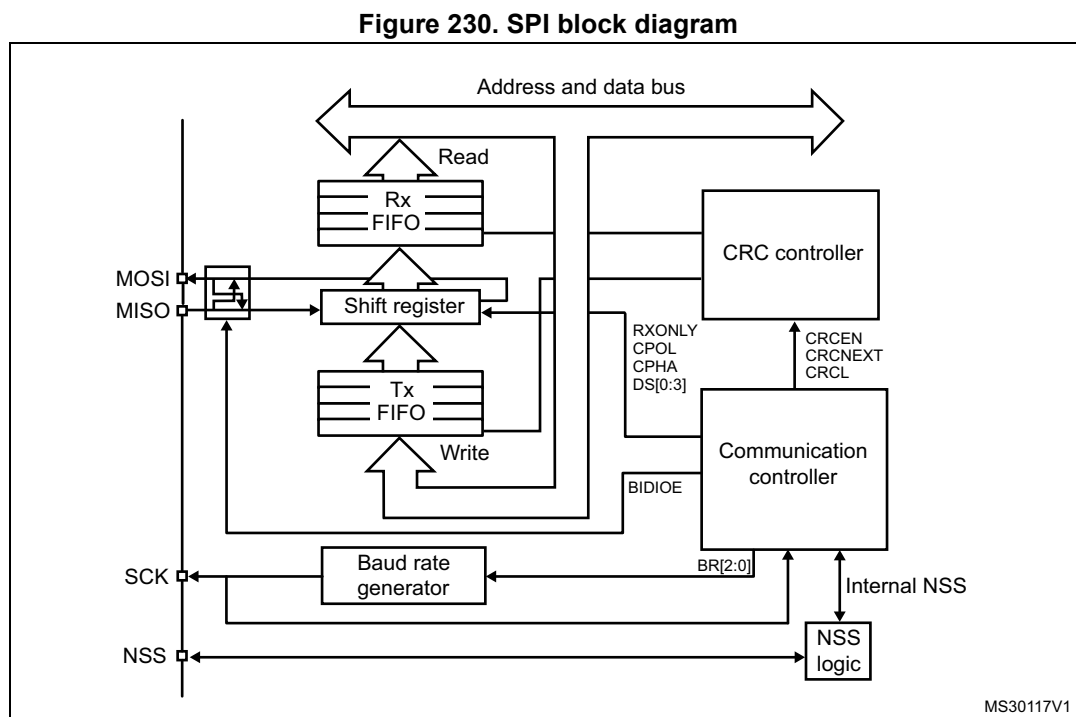 Figure 230. SPI block diagram
Address and data bus
Read
Rx
FIFO
CRC controller
MOSI
MISO
Shift register
RXONLY
CPOL
CPHA
DS[0:3]
CRCEN
CRCNEXT
CRCL
Tx
FIFO
Write
Communication
controller
BIDIOE
Baud rate
generator
BR[2:0]
SCK
Internal NSS
NSS
NSS
logic
MS30117V1